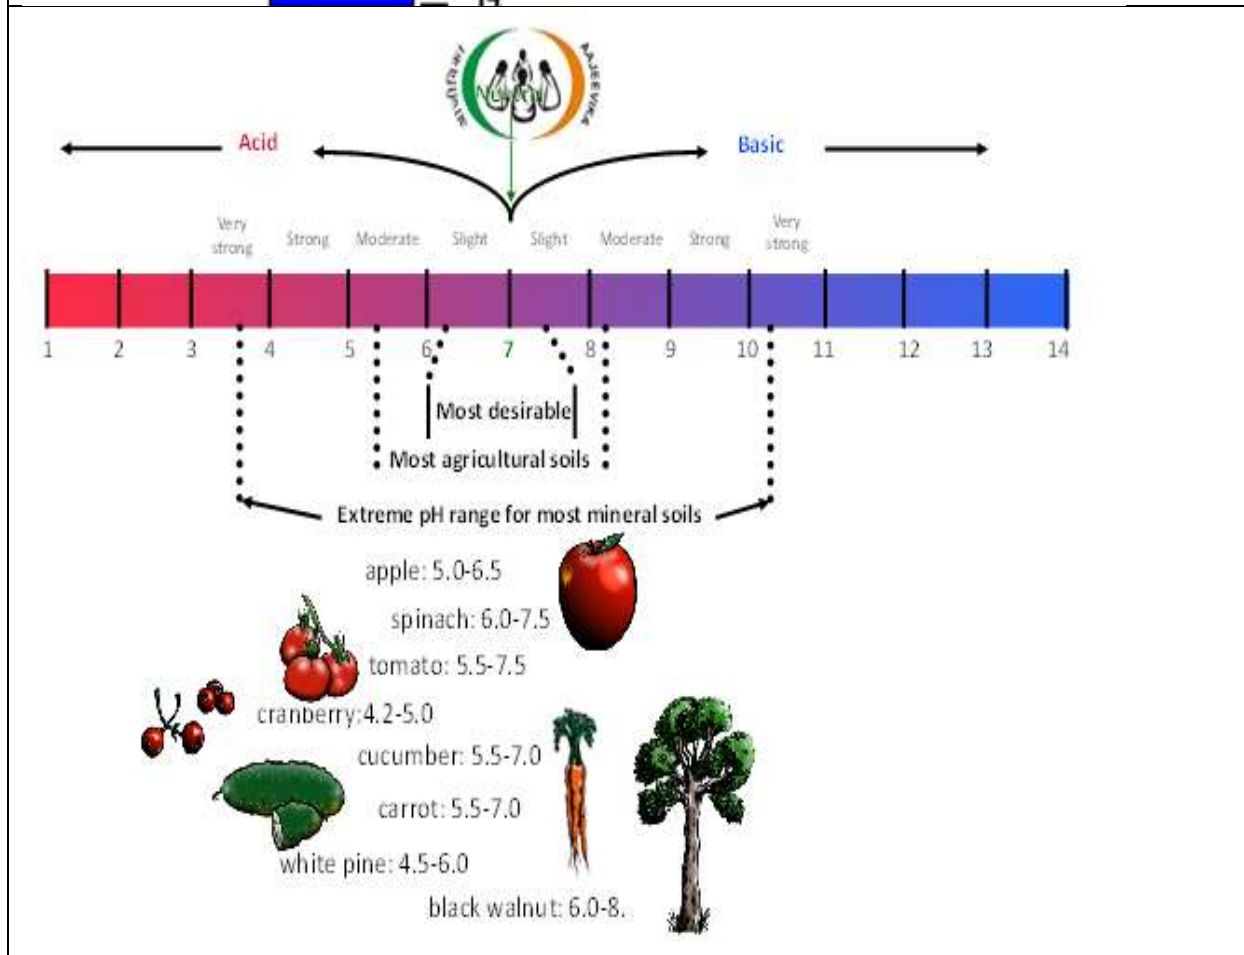 आजीविका
AAJEEVIKA
Acid
Basic
Very strong
Strong
Moderate
Slight
Slight
Moderate
Strong
Very strong
1 2 3 4 5 6 7 8 9 10 11 12 13 14
Most desirable
Most agricultural soils
Extreme pH range for most mineral soils
apple: 5.0-6.5
spinach: 6.0-7.5
tomato: 5.5-7.5
cranberry:4.2-5.0
cucumber: 5.5-7.0
carrot: 5.5-7.0
white pine: 4.5-6.0
black walnut: 6.0-8.